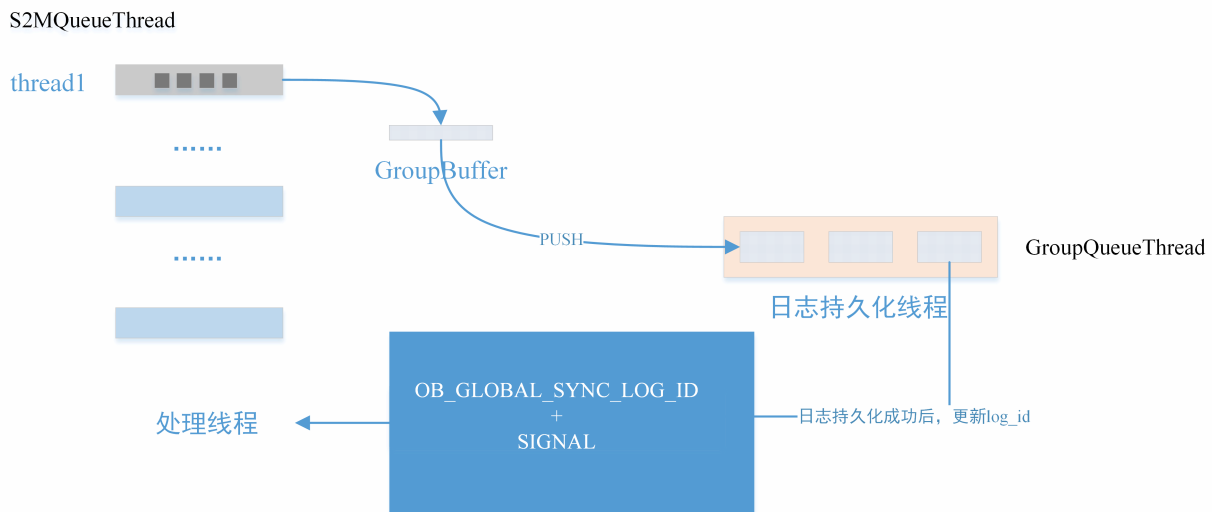 S2MQueueThread
thread1
……
GroupBuffer
……
PUSH
GroupQueueThread
日志持久化线程
OB_GLOBAL_SYNC_LOG_ID
+
SIGNAL
处理线程
日志持久化成功后，更新log_id